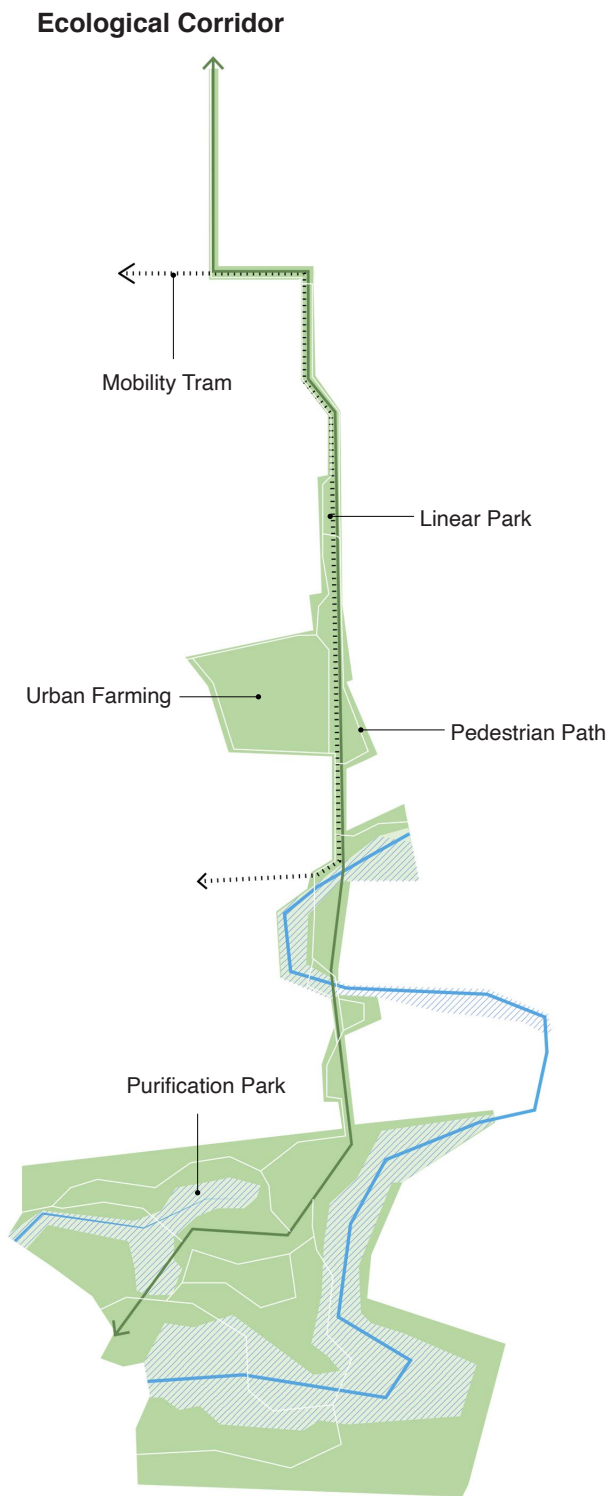 Ecological Corridor
Mobility Tram
Linear Park
Urban Farming
Pedestrian Path
Purification Park